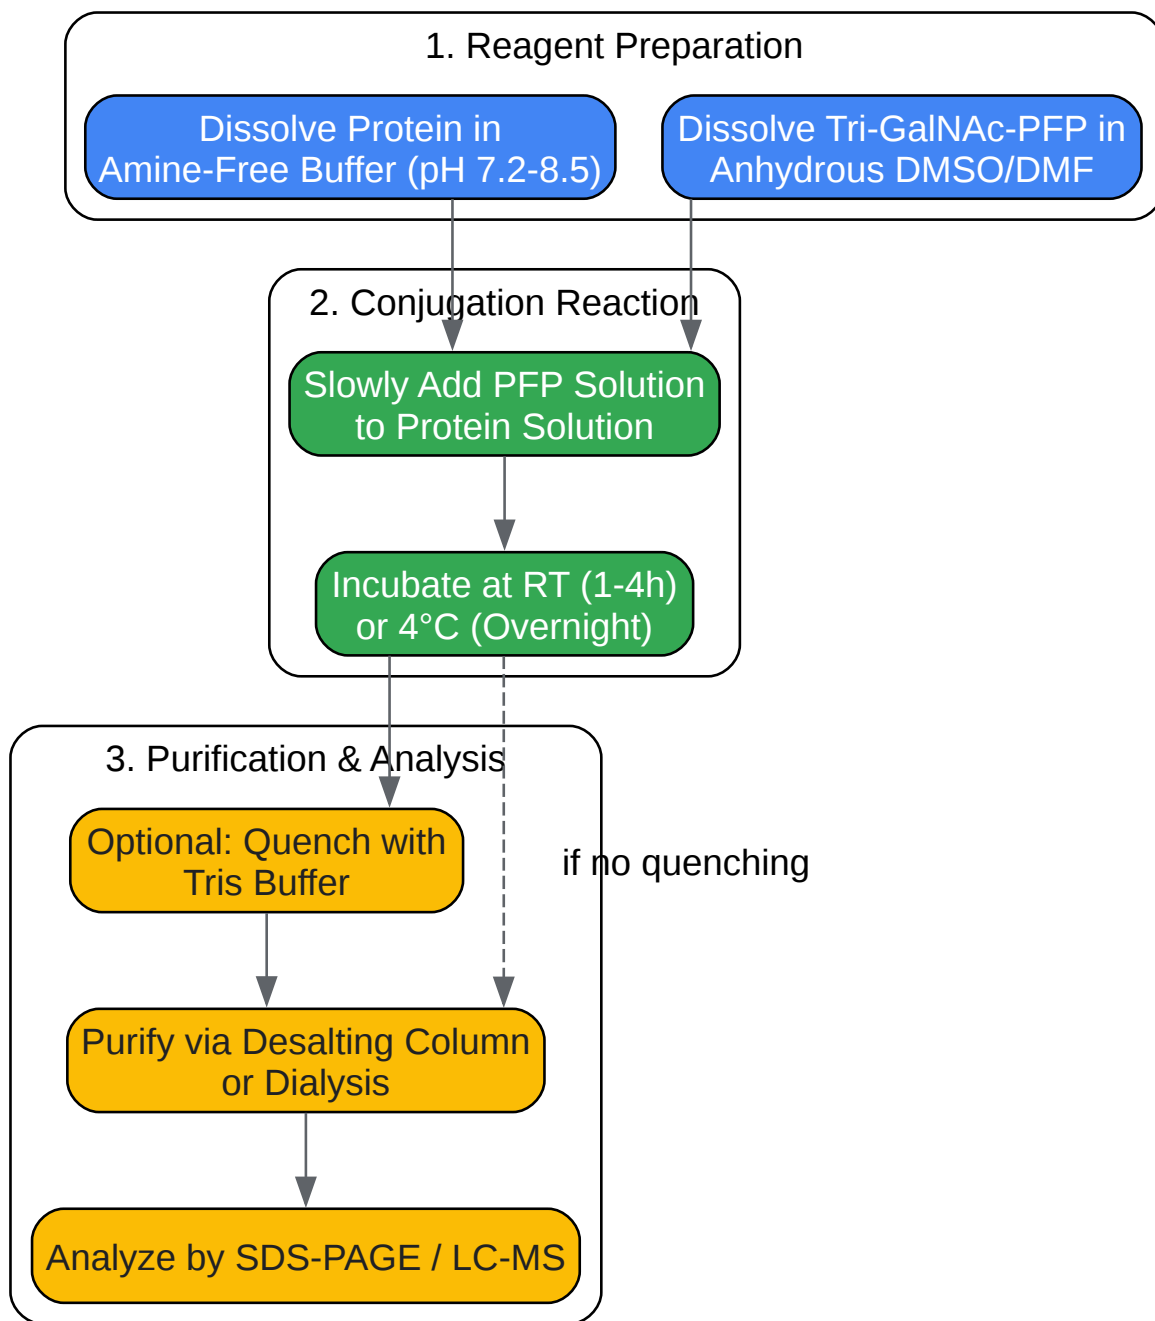 1. Reagent Preparation
Dissolve Protein in
Amine-Free Buffer (pH 7.2-8.5)
Dissolve Tri-GalNAc-PFP in
Anhydrous DMSO/DMF
2. Conjugation Reaction
Slowly Add PFP Solution
to Protein Solution
Incubate at RT (1-4h)
or 4°C (Overnight)
3. Purification & Analysis
Optional: Quench with
Tris Buffer
if no quenching
Purify via Desalting Column
or Dialysis
Analyze by SDS-PAGE / LC-MS